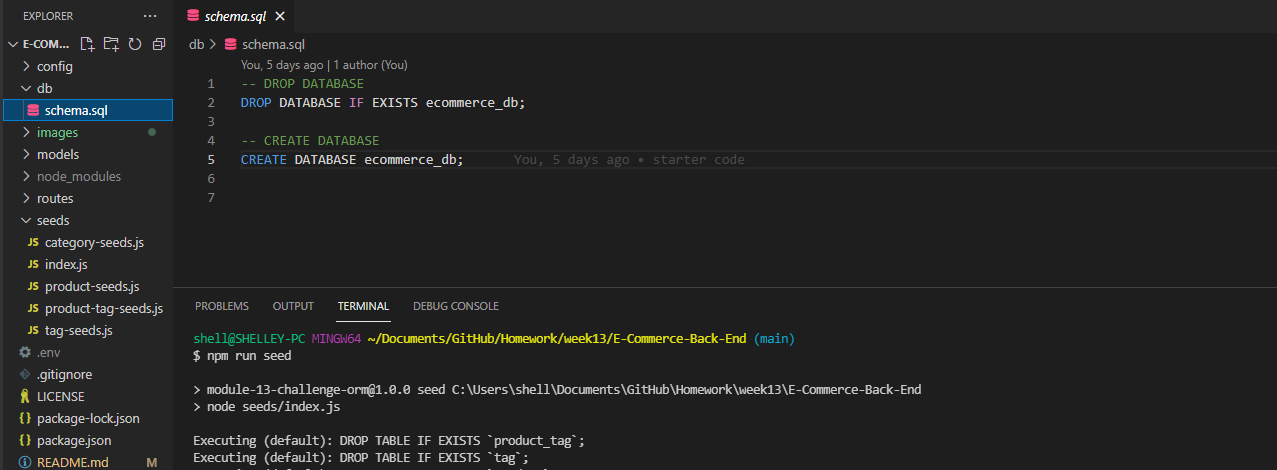 EXPLORER ···
E-COM...
config
db
schema.sql
images
models
node_modules
routes
seeds
JS category-seeds.js
JS index.js
JS product-seeds.js
JS product-tag-seeds.js
JS tag-seeds.js
.env
.gitignore
LICENSE
{} package-lock.json
{} package.json
README.md M
schema.sql
db > schema.sql
You, 5 days ago | 1 author (You)
1 -- DROP DATABASE
2 DROP DATABASE IF EXISTS ecommerce_db;
3
4 -- CREATE DATABASE
5 CREATE DATABASE ecommerce_db; You, 5 days ago • starter code
6
7
PROBLEMS OUTPUT TERMINAL DEBUG CONSOLE
shell@SHELLEY-PC MINGW64 ~/Documents/GitHub/Homework/week13/E-Commerce-Back-End (main)
$ npm run seed
> module-13-challenge-orm@1.0.0 seed C:\Users\shell\Documents\GitHub\Homework\week13\E-Commerce-Back-End
> node seeds/index.js
Executing (default): DROP TABLE IF EXISTS `product_tag`;
Executing (default): DROP TABLE IF EXISTS `tag`;